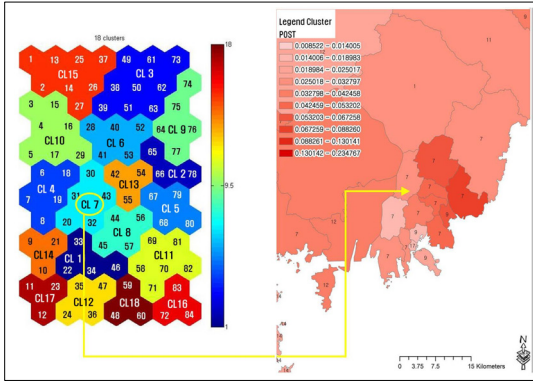 18 clusters
1 13 25 37 49 61 73
CL15 CL 3
2 14 26 38 50 62 74
3 15 27 39 51 63 75
4 16 28 40 52 64 CL 9 76
CL10 CL 6
5 17 29 41 53 65 77
6 18 30 42 54 66 CL 2 78
CL 4 CL13
7 19 31 43 55 67 79
CL 7 CL 5
8 20 32 44 56 68 80
CL 8
9 21 33 45 57 69 81
CL14 CL 1 CL11
10 22 34 46 58 70 82
11 23 35 47 59 71 83
CL17 CL12 CL18 CL16
12 24 36 48 60 72 84
18
9.5
1
Legend Cluster
POST
0.008522 - 0.014005
0.014006 - 0.018983
0.018984 - 0.025017
0.025018 - 0.032797
0.032798 - 0.042458
0.042459 - 0.053202
0.053203 - 0.067258
0.067259 - 0.088260
0.088261 - 0.130141
0.130142 - 0.234767
11
7
12
N
0 3.75 7.5 15 Kilometers